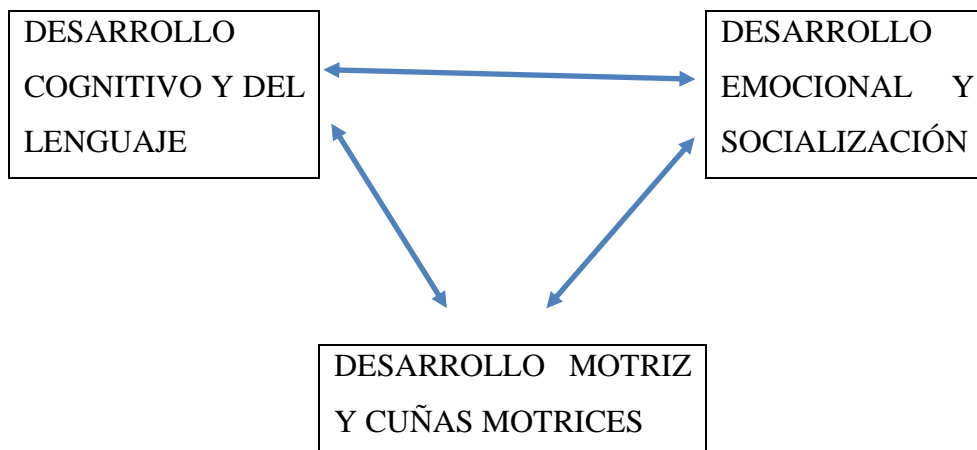 DESARROLLO
COGNITIVO Y DEL
LENGUAJE
DESARROLLO
EMOCIONAL Y
SOCIALIZACIÓN
DESARROLLO MOTRIZ
Y CUÑAS MOTRICES